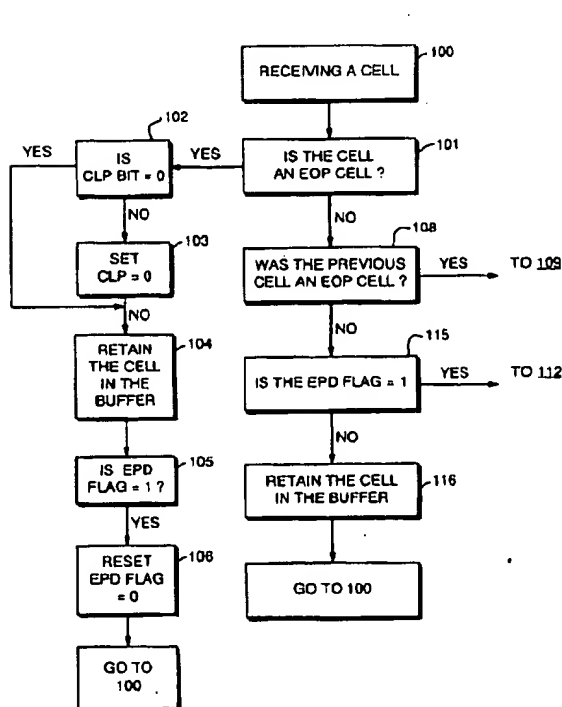 100
RECEIVING A CELL
102
YES
IS
CLP BIT = 0
YES
IS THE CELL
AN EOP CELL ?
101
NO
NO
103
SET
CLP = 0
108
WAS THE PREVIOUS
CELL AN EOP CELL ?
YES
TO 109
NO
NO
104
RETAIN
THE CELL
IN THE
BUFFER
115
IS THE EPD FLAG = 1
YES
TO 112
NO
105
IS EPD
FLAG = 1 ?
RETAIN THE CELL
IN THE BUFFER
116
YES
106
RESET
EPD FLAG
= 0
GO TO 100
GO TO
100